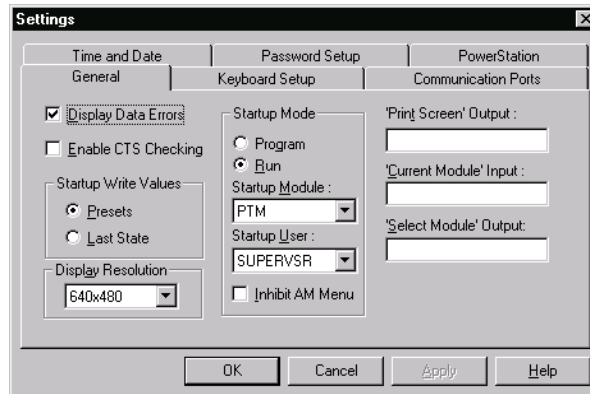 Settings
Time and Date
Password Setup
PowerStation
General
Keyboard Setup
Communication Ports
Display Data Errors
Enable CTS Checking
Startup Write Values
Presets
Last State
Display Resolution
640x480
Startup Mode
Program
Run
Startup Module :
PTM
Startup User :
SUPERVSR
Inhibit AM Menu
'Print Screen' Output :
'Current Module' Input :
'Select Module' Output:
OK
Cancel
Apply
Help